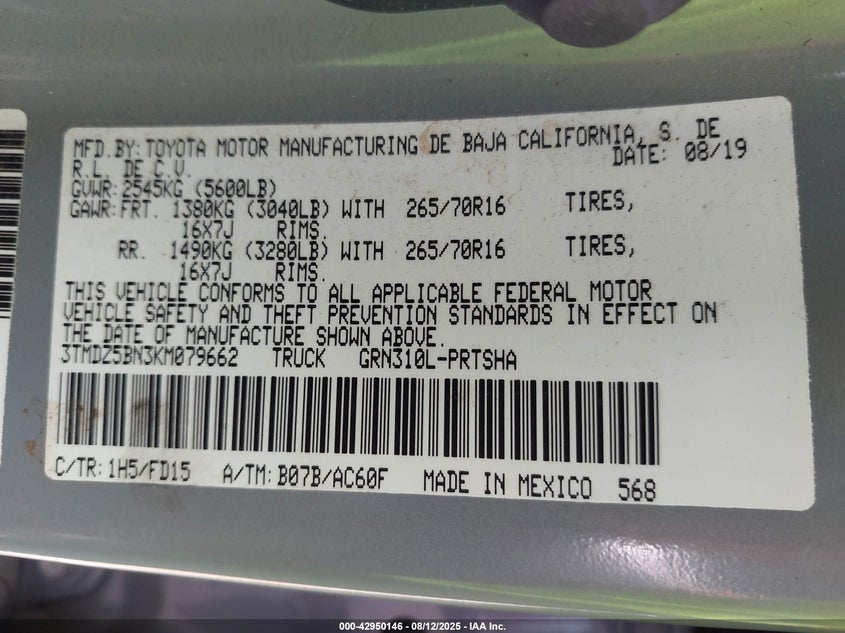 MFD.BY: TOYOTA MOTOR MANUFACTURING DE BAJA CALIFORNIA, S. DE
R.L. DE C.V. DATE: 08/19
GVWR: 2545KG (5600LB)
GAWR: FRT. 1380KG (3040LB) WITH 265/70R16 TIRES,
16X7J RIMS.
RR. 1490KG (3280LB) WITH 265/70R16 TIRES,
16X7J RIMS.
THIS VEHICLE CONFORMS TO ALL APPLICABLE FEDERAL MOTOR
VEHICLE SAFETY AND THEFT PREVENTION STANDARDS IN EFFECT ON
THE DATE OF MANUFACTURE SHOWN ABOVE.
3TMDZ5BN3KM079662 TRUCK GRN310L-PRTSHA
C/TR: 1H5/FD15 A/TM: B07B/AC60F MADE IN MEXICO 568
000-42950146 - 08/12/2025 - IAA Inc.